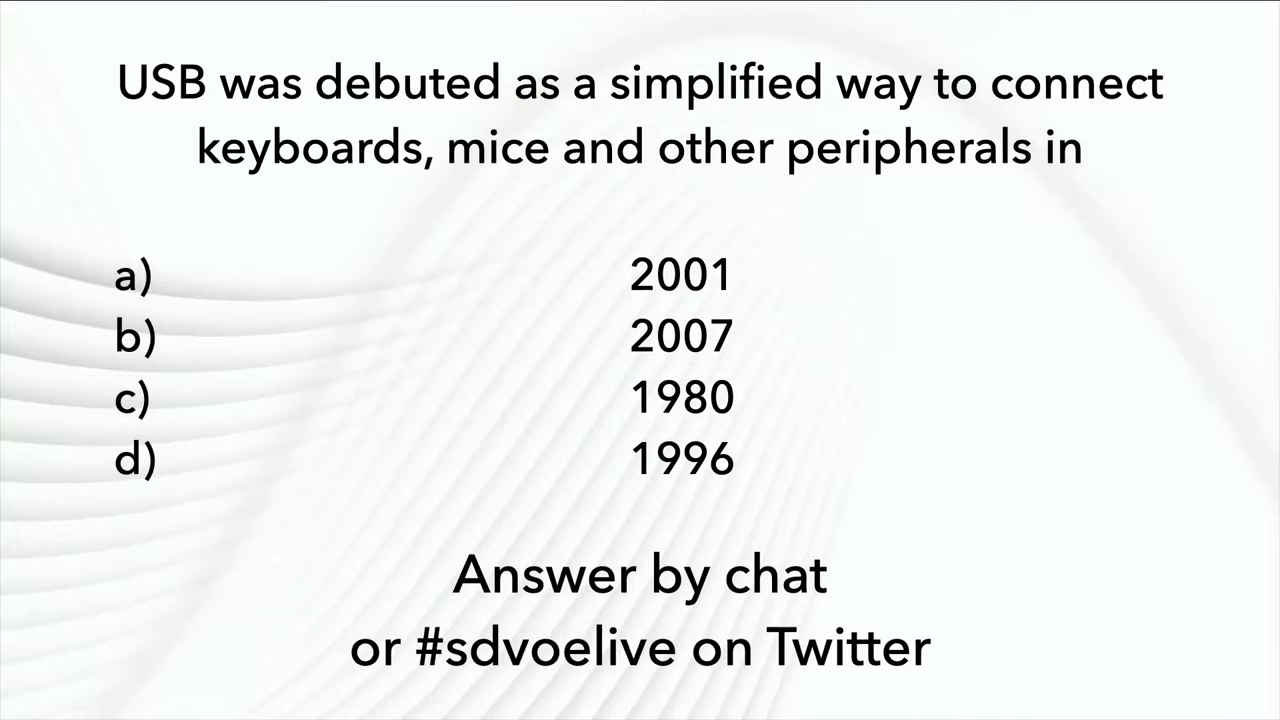 USB was debuted as a simplified way to connect
keyboards, mice and other peripherals in
a) 2001
b) 2007
c) 1980
d) 1996
Answer by chat
or #sdvoelive on Twitter